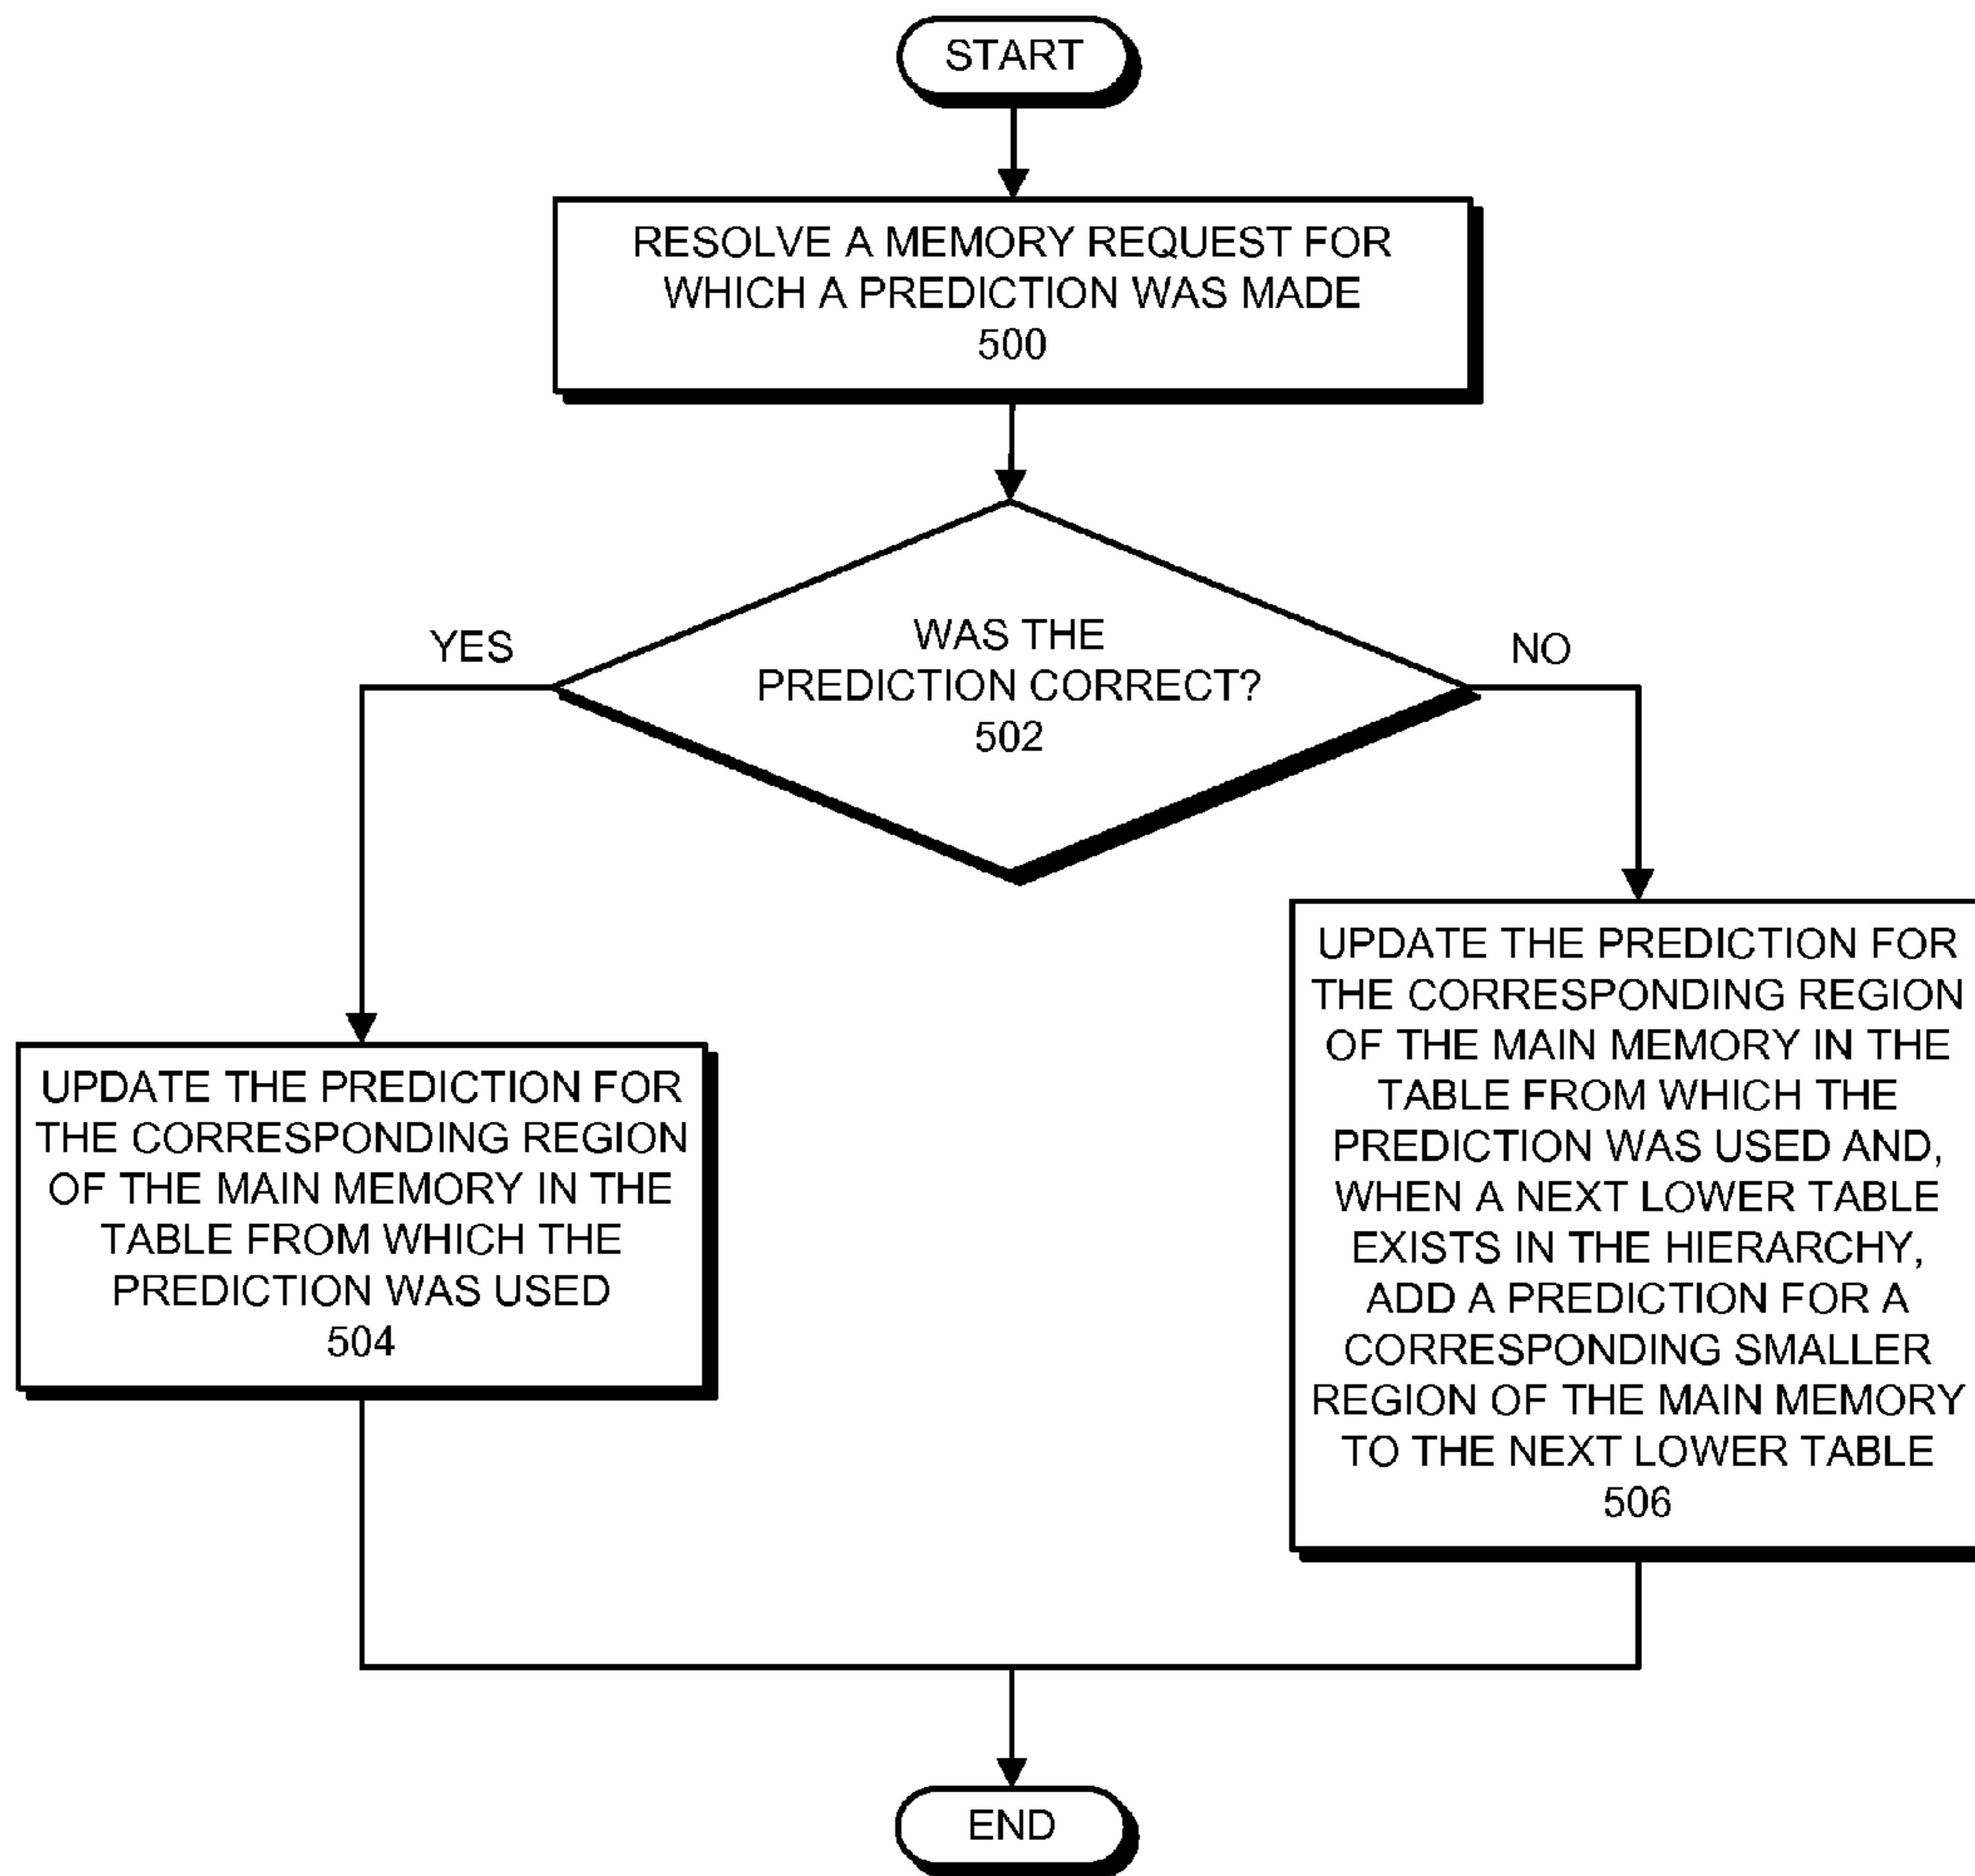 START
RESOLVE A MEMORY REQUEST FOR
WHICH A PREDICTION WAS MADE
500
WAS THE
PREDICTION CORRECT?
502
YES
NO
UPDATE THE PREDICTION FOR
THE CORRESPONDING REGION
OF THE MAIN MEMORY IN THE
TABLE FROM WHICH THE
PREDICTION WAS USED
504
UPDATE THE PREDICTION FOR
THE CORRESPONDING REGION
OF THE MAIN MEMORY IN THE
TABLE FROM WHICH THE
PREDICTION WAS USED AND,
WHEN A NEXT LOWER TABLE
EXISTS IN THE HIERARCHY,
ADD A PREDICTION FOR A
CORRESPONDING SMALLER
REGION OF THE MAIN MEMORY
TO THE NEXT LOWER TABLE
506
END